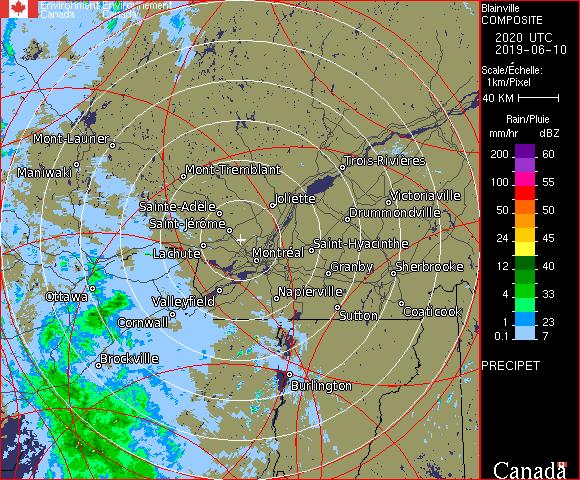 Environment Environnement
Canada Canada
Mont-Laurier
Maniwaki
Mont-Tremblant
Trois-Rivières
Sainte-Adèle
Joliette
Victoriaville
Saint-Jérôme
Drummondville
Lachute
Montréal
Saint-Hyacinthe
Granby
Sherbrooke
Ottawa
Valleyfield
Napierville
Cornwall
Sutton
Coaticook
Brockville
Burlington
Blainville
COMPOSITE
2020 UTC
2019-06-10
Scale/Échelle:
1km/Pixel
40 KM
Rain/Pluie
mm/hr dBZ
200 60
100 55
50 50
24 45
12 40
4 33
1 23
0.1 7
PRECIPET
Canada